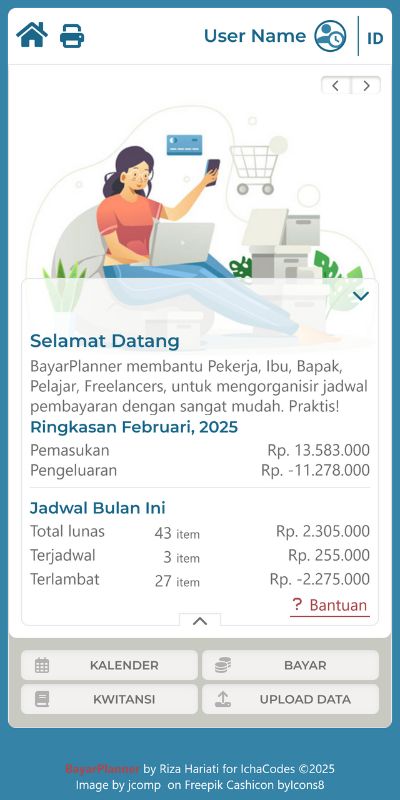 User Name
ID
Selamat Datang
BayarPlanner membantu Pekerja, Ibu, Bapak,
Pelajar, Freelancers, untuk mengorganisir jadwal
pembayaran dengan sangat mudah. Praktis!
Ringkasan Februari, 2025
Pemasukan Rp. 13.583.000
Pengeluaran Rp. -11.278.000
Jadwal Bulan Ini
Total lunas 43 item Rp. 2.305.000
Terjadwal 3 item Rp. 255.000
Terlambat 27 item Rp. -2.275.000
? Bantuan
KALENDER BAYAR
KWITANSI UPLOAD DATA
BayarPlanner by Riza Hariati for IchaCodes ©2025
Image by jcomp on Freepik Cashicon byIcons8